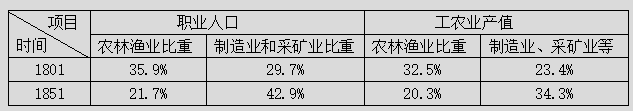 项目 职业人口 工农业产值
时间 农林渔业比重 制造业和采矿业比重 农林渔业比重 制造业、采矿业等
1801 35.9% 29.7% 32.5% 23.4%
1851 21.7% 42.9% 20.3% 34.3%